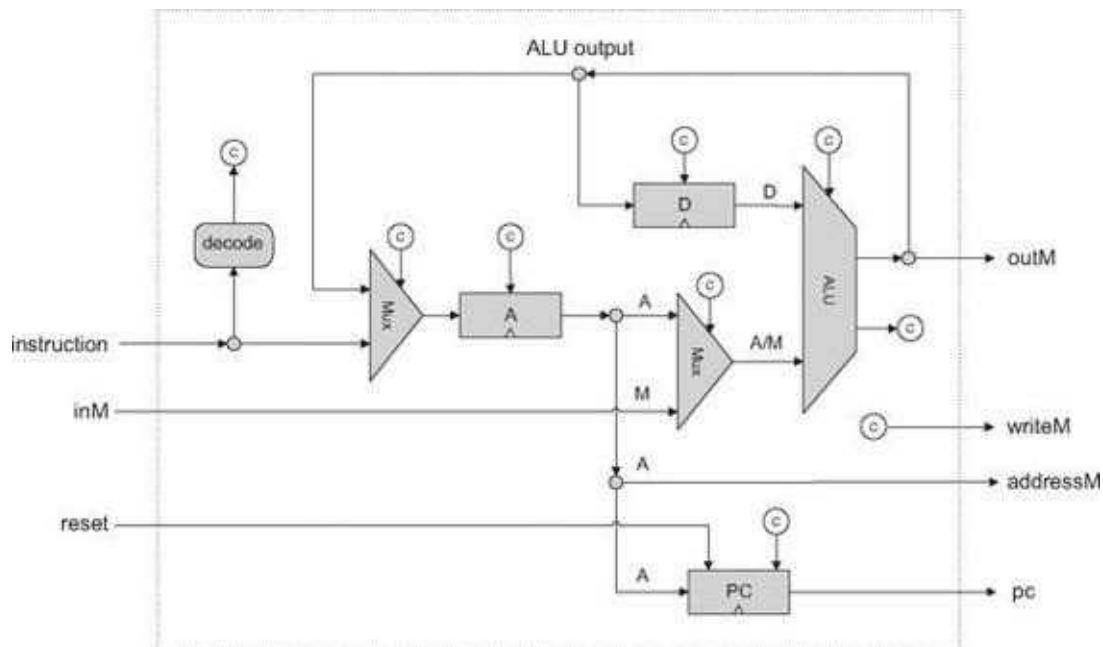 ALU output
c
c
c
D
D
decode
c
c
c
ALU
outM
Mux
A
A
Mux
A/M
c
instruction
M
inM
c
writeM
A
addressM
reset
c
A
PC
pc